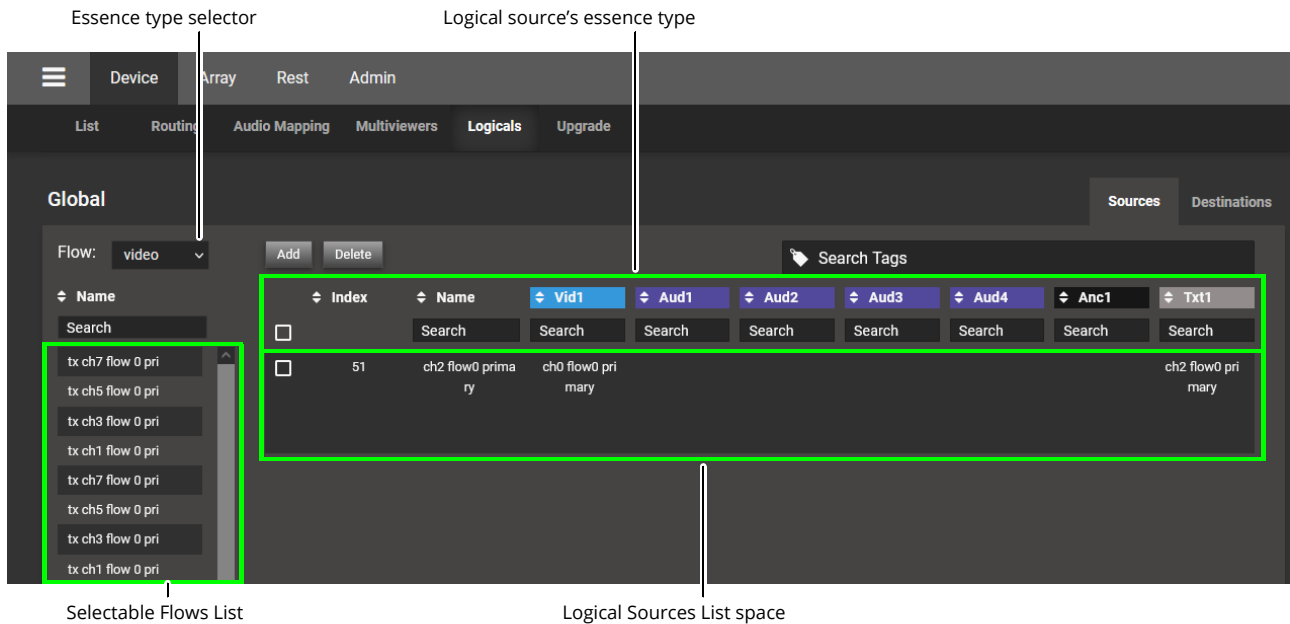 Essence type selector
Logical source's essence type
Device Array Rest Admin
List Routing Audio Mapping Multiviewers Logicals Upgrade
Global
Sources Destinations
Flow: video
Add Delete
Search Tags
Name
Index Name Vid1 Aud1 Aud2 Aud3 Aud4 Anc1 Txt1
Search
Search Search Search Search Search Search Search Search
tx ch7 flow 0 pri
51 ch2 flow0 prima ch0 flow0 pri ch2 flow0 pri
ry mary mary
tx ch5 flow 0 pri
tx ch3 flow 0 pri
tx ch1 flow 0 pri
tx ch7 flow 0 pri
tx ch5 flow 0 pri
tx ch3 flow 0 pri
tx ch1 flow 0 pri
Selectable Flows List
Logical Sources List space